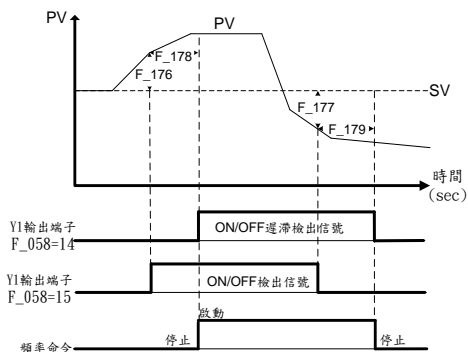 PV
PV
F_178
F_176
SV
F_177
F_179
時間
(sec)
Y1輸出端子
F_058=14
ON/OFF遲滯檢出信號
Y1輸出端子
F_058=15
ON/OFF檢出信號
啟動
停止
停止
頻率命令